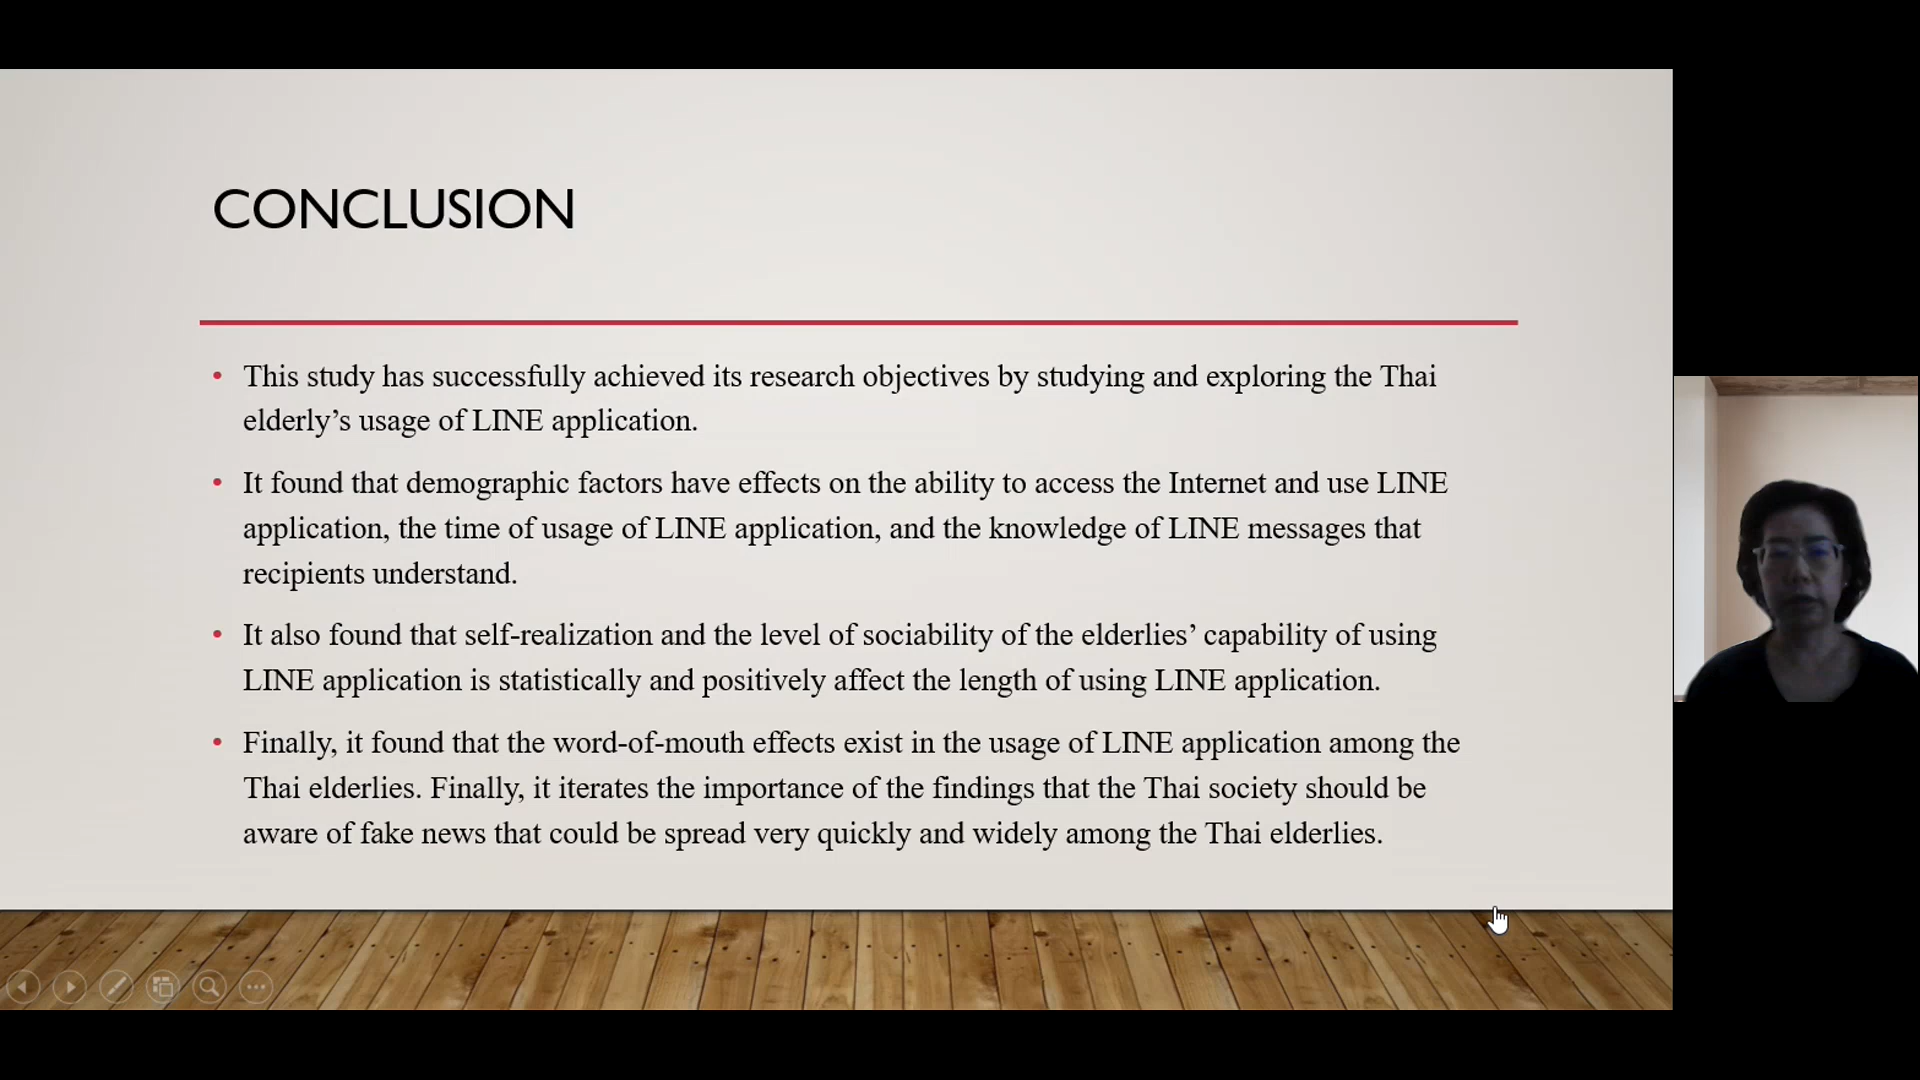 CONCLUSION
• This study has successfully achieved its research objectives by studying and exploring the Thai
elderly’s usage of LINE application.
• It found that demographic factors have effects on the ability to access the Internet and use LINE
application, the time of usage of LINE application, and the knowledge of LINE messages that
recipients understand.
• It also found that self-realization and the level of sociability of the elderlies’ capability of using
LINE application is statistically and positively affect the length of using LINE application.
• Finally, it found that the word-of-mouth effects exist in the usage of LINE application among the
Thai elderlies. Finally, it iterates the importance of the findings that the Thai society should be
aware of fake news that could be spread very quickly and widely among the Thai elderlies.